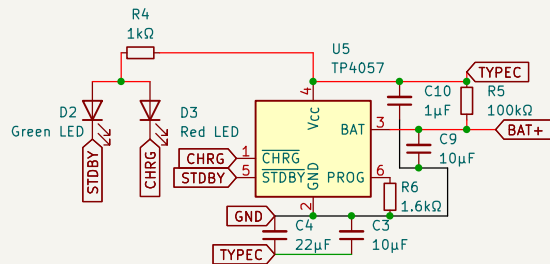 R4
1kΩ
U5
TP4057
TYPEC
C10
1µF
R5
100kΩ
4
Vcc
D2
Green LED
D3
Red LED
BAT
3
BAT+
C9
10µF
STDBY
CHRG
CHRG
1
CHRG
STDBY
5
STDBY
GND
PROG
6
R6
1.6kΩ
2
GND
C4
22µF
C3
10µF
TYPEC